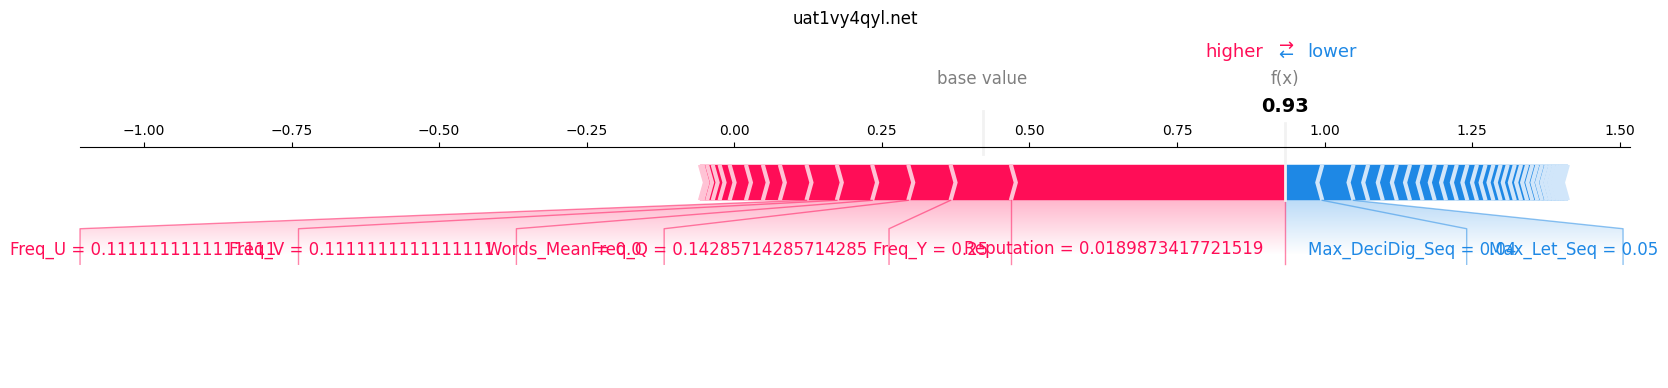 uat1vy4qyl.net
higher ⇄ lower
base value f(x)
0.93
−1.00 −0.75 −0.50 −0.25 0.00 0.25 0.50 0.75 1.00 1.25 1.50
Freq_U = 0.1111111111111111 Freq_V = 0.1111111111111111 Words_Mean = 0.0 Freq_Q = 0.14285714285714285 Freq_Y = 0.25 Reputation = 0.0189873417721519 Max_DeciDig_Seq = 0.04 Max_Let_Seq = 0.05